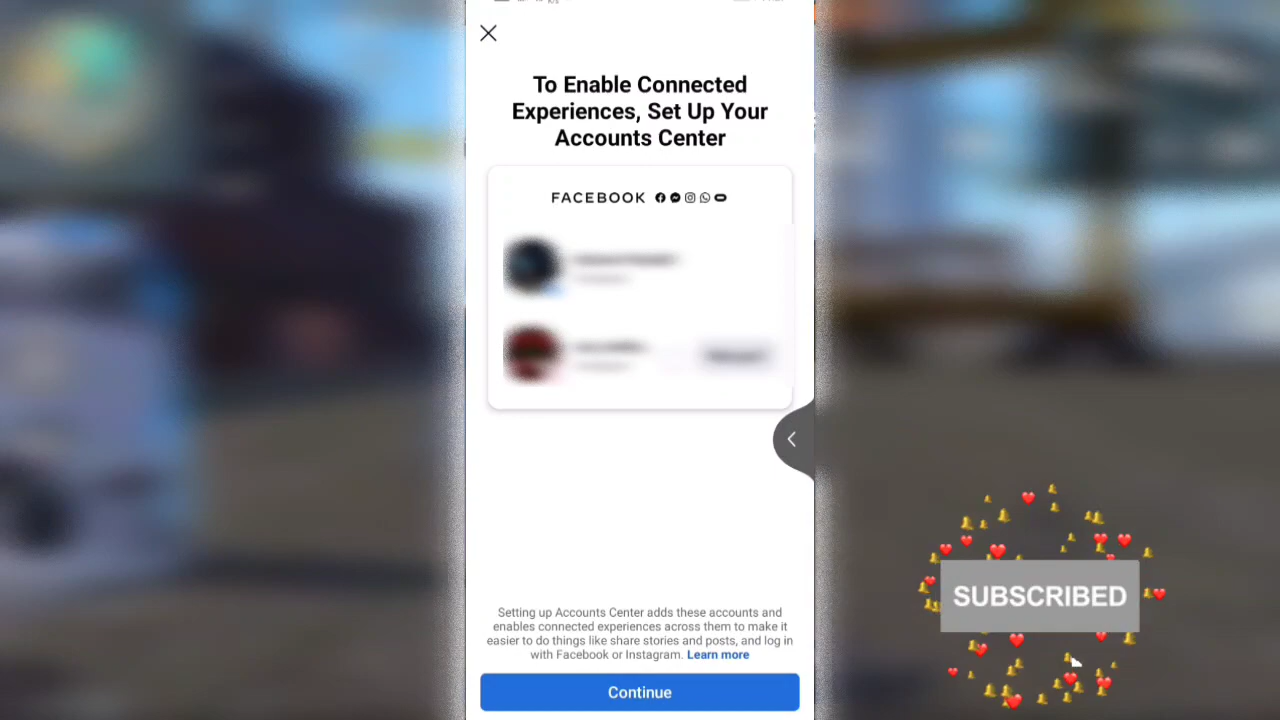 To Enable Connected
Experiences, Set Up Your
Accounts Center
FACEBOOK
Setting up Accounts Center adds these accounts and
enables connected experiences across them to make it
easier to do things like share stories and posts, and log in
with Facebook or Instagram. Learn more
Continue
SUBSCRIBED